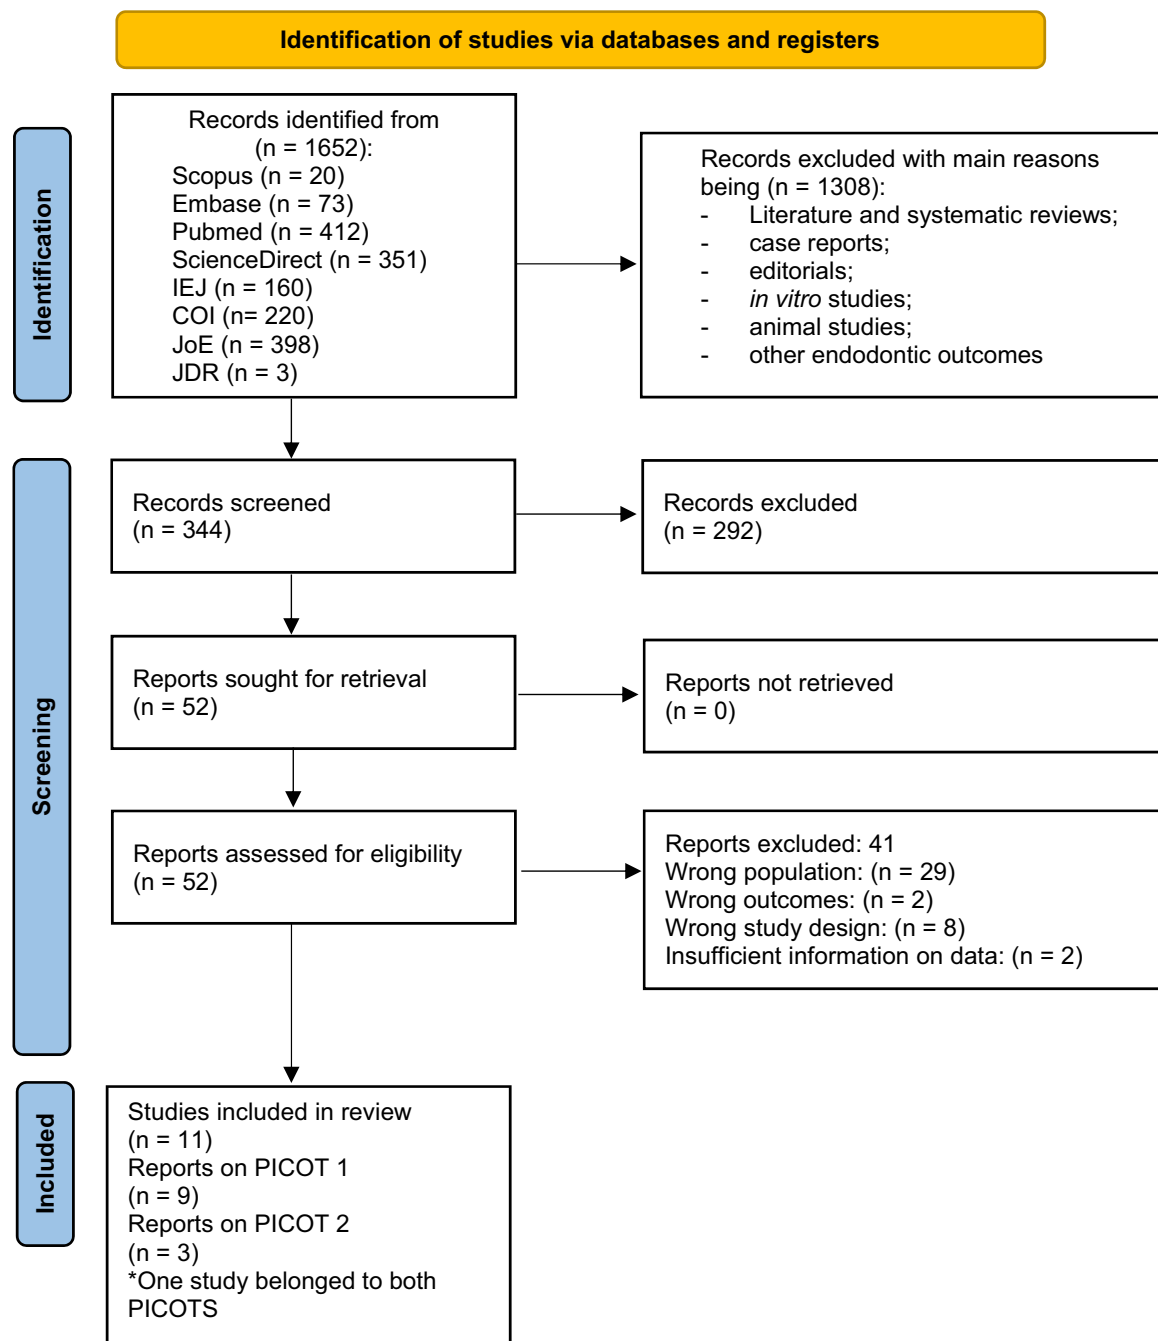 Identification of studies via databases and registers
Identification
Records identified from
(n = 1652):
Scopus (n = 20)
Embase (n = 73)
Pubmed (n = 412)
ScienceDirect (n = 351)
IEJ (n = 160)
COI (n= 220)
JoE (n = 398)
JDR (n = 3)
Records excluded with main reasons
being (n = 1308):
- Literature and systematic reviews;
- case reports;
- editorials;
- in vitro studies;
- animal studies;
- other endodontic outcomes
Screening
Records screened
(n = 344)
Records excluded
(n = 292)
Reports sought for retrieval
(n = 52)
Reports not retrieved
(n = 0)
Reports assessed for eligibility
(n = 52)
Reports excluded: 41
Wrong population: (n = 29)
Wrong outcomes: (n = 2)
Wrong study design: (n = 8)
Insufficient information on data: (n = 2)
Included
Studies included in review
(n = 11)
Reports on PICOT 1
(n = 9)
Reports on PICOT 2
(n = 3)
*One study belonged to both
PICOTS